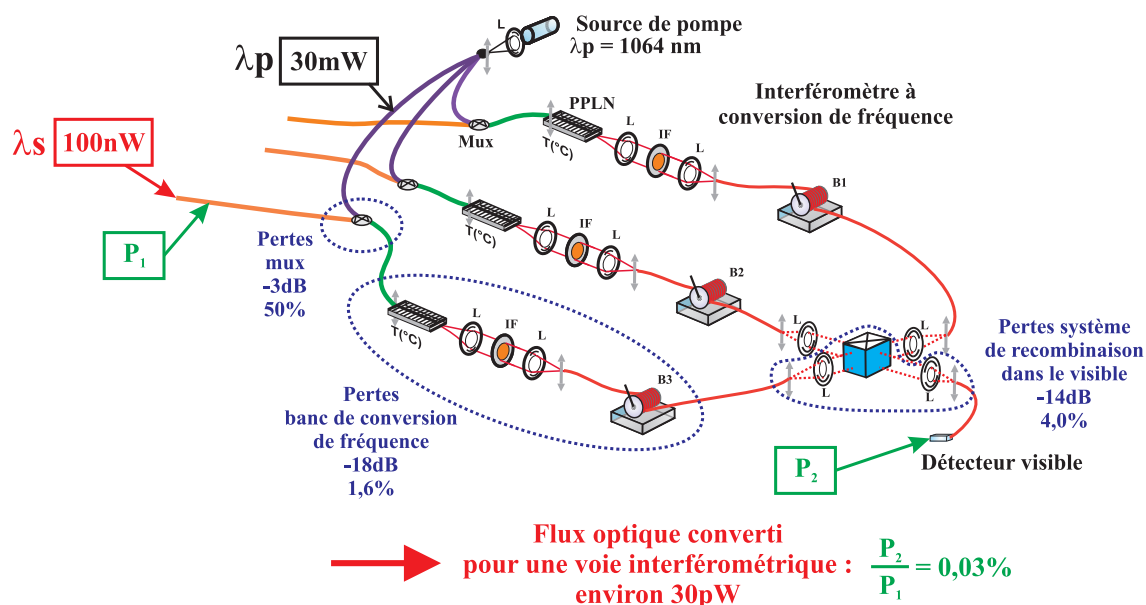 Source de pompe
λp = 1064 nm
L
λp 30mW
λs 100nW
P₁
Mux
PPLN
T(°C)
L
IF
L
Interféromètre à
conversion de fréquence
B1
T(°C)
L
IF
L
B2
Pertes
mux
-3dB
50%
T(°C)
L
IF
L
B3
Pertes
banc de conversion
de fréquence
-18dB
1,6%
L
L
L
L
Pertes système
de recombinaison
dans le visible
-14dB
4,0%
P₂
Détecteur visible
Flux optique converti
pour une voie interférométrique :
environ 30pW
P₂
P₁
= 0,03%